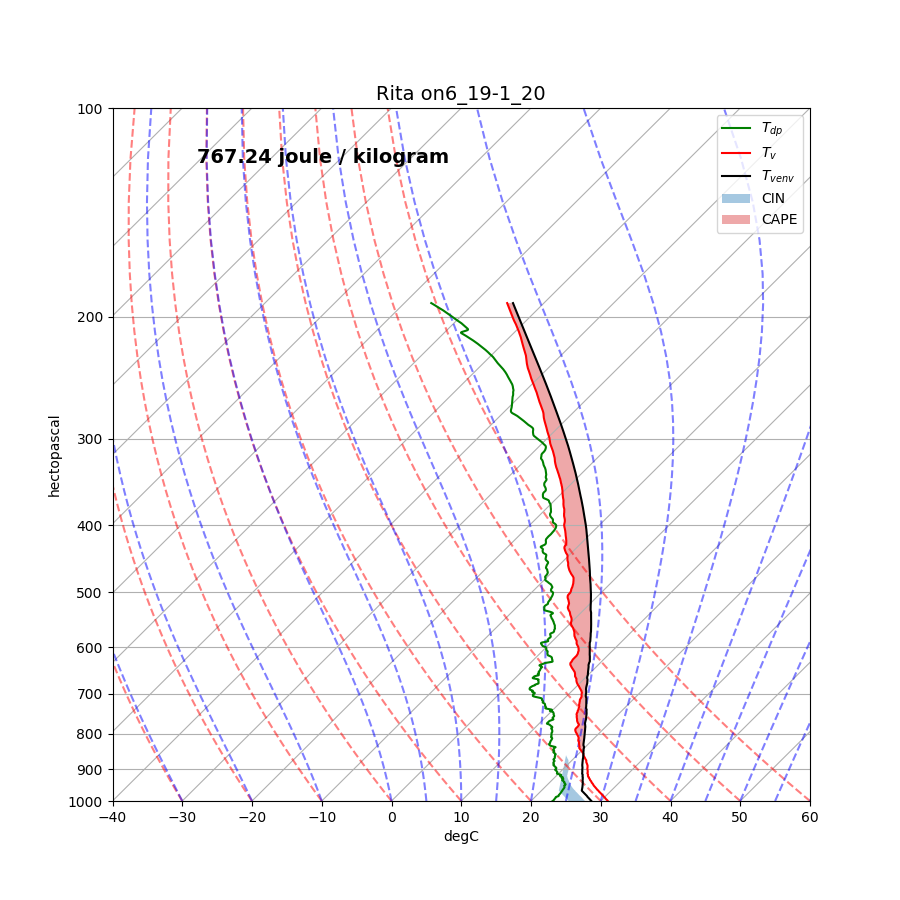 Rita on6_19-1_20
767.24 joule / kilogram
T_dp
T_v
T_venv
CIN
CAPE
hectopascal
100
200
300
400
500
600
700
800
900
1000
−40 −30 −20 −10 0 10 20 30 40 50 60
degC